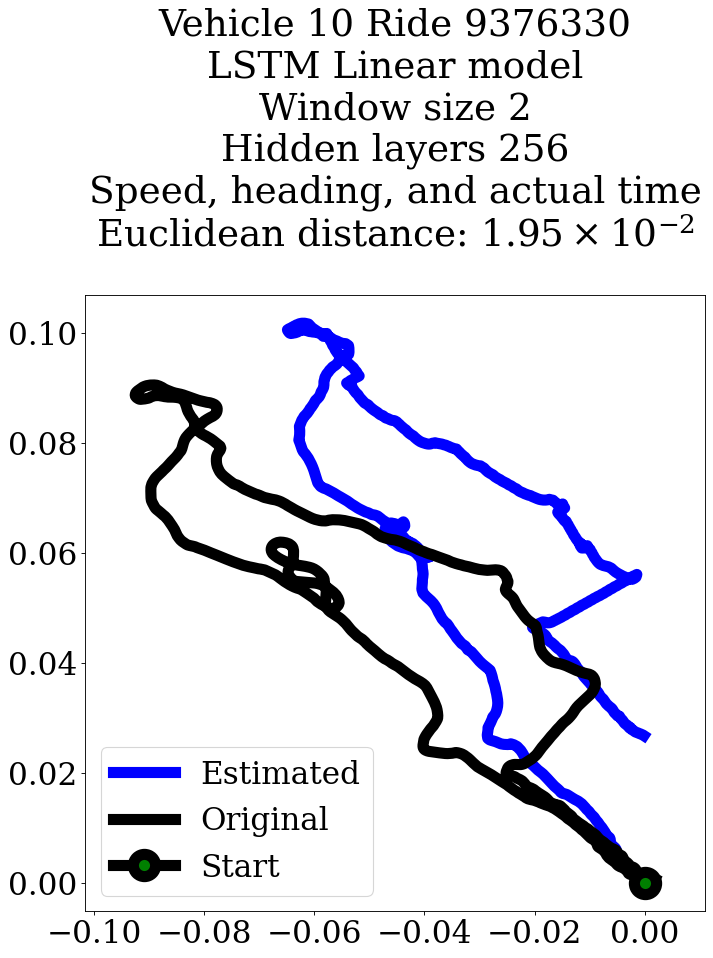 Vehicle 10 Ride 9376330
LSTM Linear model
Window size 2
Hidden layers 256
Speed, heading, and actual time
Euclidean distance: 1.95 × 10⁻²
0.10
0.08
0.06
0.04
0.02
0.00
Estimated
Original
Start
−0.10 −0.08 −0.06 −0.04 −0.02 0.00